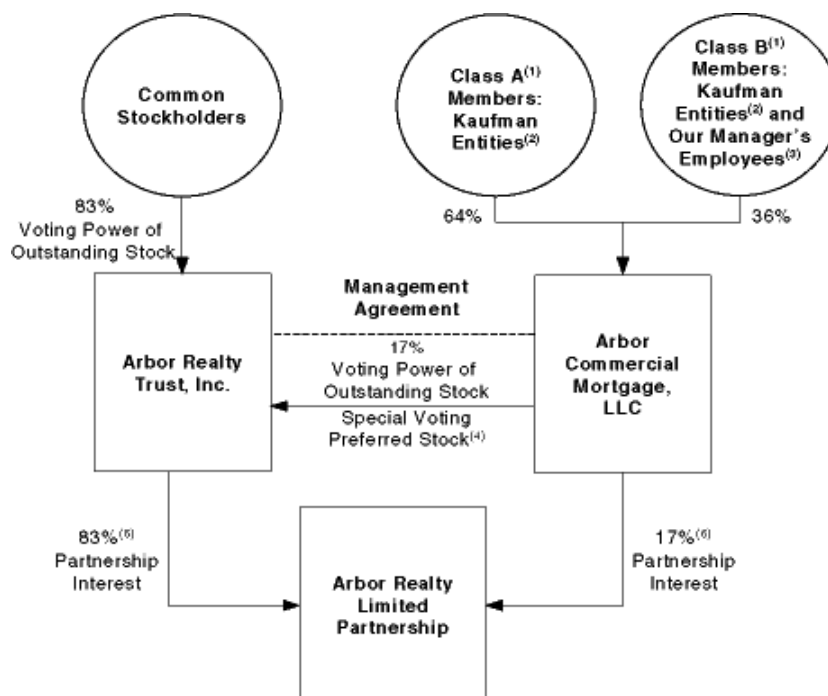 Common
Stockholders
Class A(1)
Members:
Kaufman
Entities(2)
Class B(1)
Members:
Kaufman
Entities(2) and
Our Manager's
Employees(3)
83%
Voting Power of
Outstanding Stock
64%
36%
Management
Agreement
Arbor Realty
Trust, Inc.
17%
Voting Power of
Outstanding Stock
Special Voting
Preferred Stock(4)
Arbor
Commercial
Mortgage,
LLC
83%(5)
Partnership
Interest
17%(6)
Partnership
Interest
Arbor Realty
Limited
Partnership